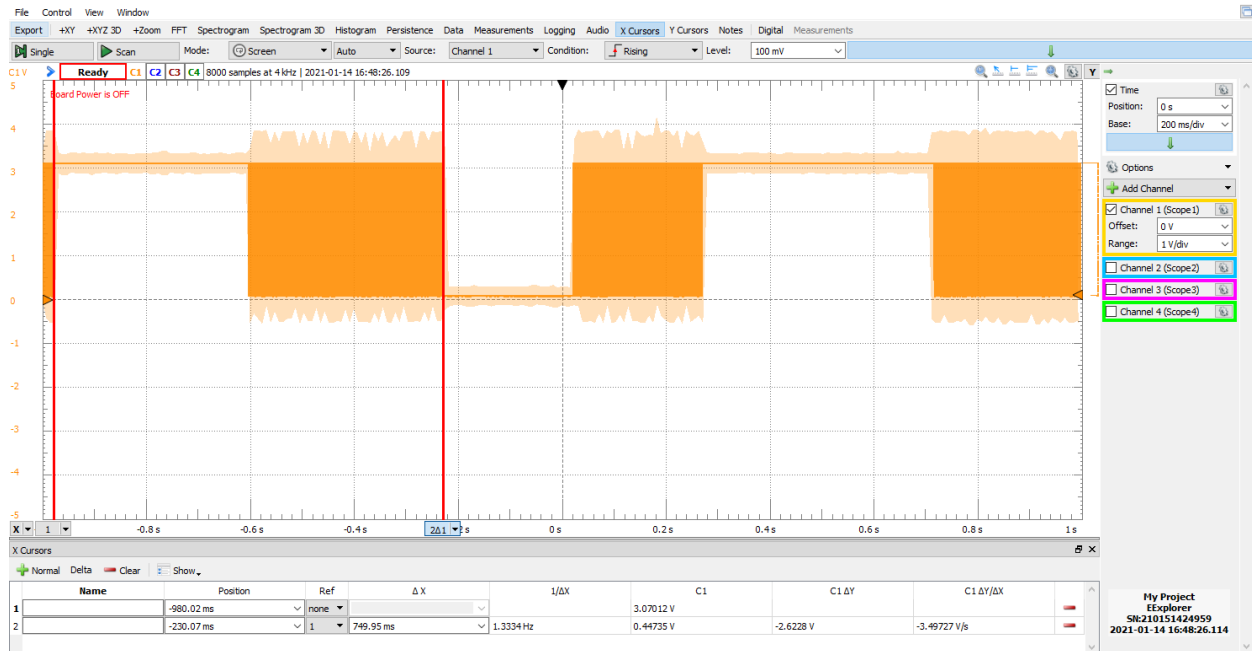 File Control View Window
Export +XY +XYZ 3D +Zoom FFT Spectrogram Spectrogram 3D Histogram Persistence Data Measurements Logging Audio X Cursors Y Cursors Notes Digital Measurements
Single Scan Mode: Screen Auto Source: Channel 1 Condition: Rising Level: 100 mV
C1 V Ready C1 C2 C3 C4 8000 samples at 4 kHz | 2021-01-14 16:48:26.109 Y
Board Power is OFF
5
4
3
2
1
0
-1
-2
-3
-4
-5
X 1 -0.8 s -0.6 s -0.4 s 2Δ1 s 0 s 0.2 s 0.4 s 0.6 s 0.8 s 1 s
Time
Position: 0 s
Base: 200 ms/div
Options
Add Channel
Channel 1 (Scope1)
Offset: 0 V
Range: 1 V/div
Channel 2 (Scope2)
Channel 3 (Scope3)
Channel 4 (Scope4)
X Cursors
Normal Delta Clear Show
Name Position Ref Δ X 1/ΔX C1 C1 ΔY C1 ΔY/ΔX
1 -980.02 ms none 3.07012 V
2 -230.07 ms 1 749.95 ms 1.3334 Hz 0.44735 V -2.6228 V -3.49727 V/s
My Project
EExplorer
SN:210151424959
2021-01-14 16:48:26.114